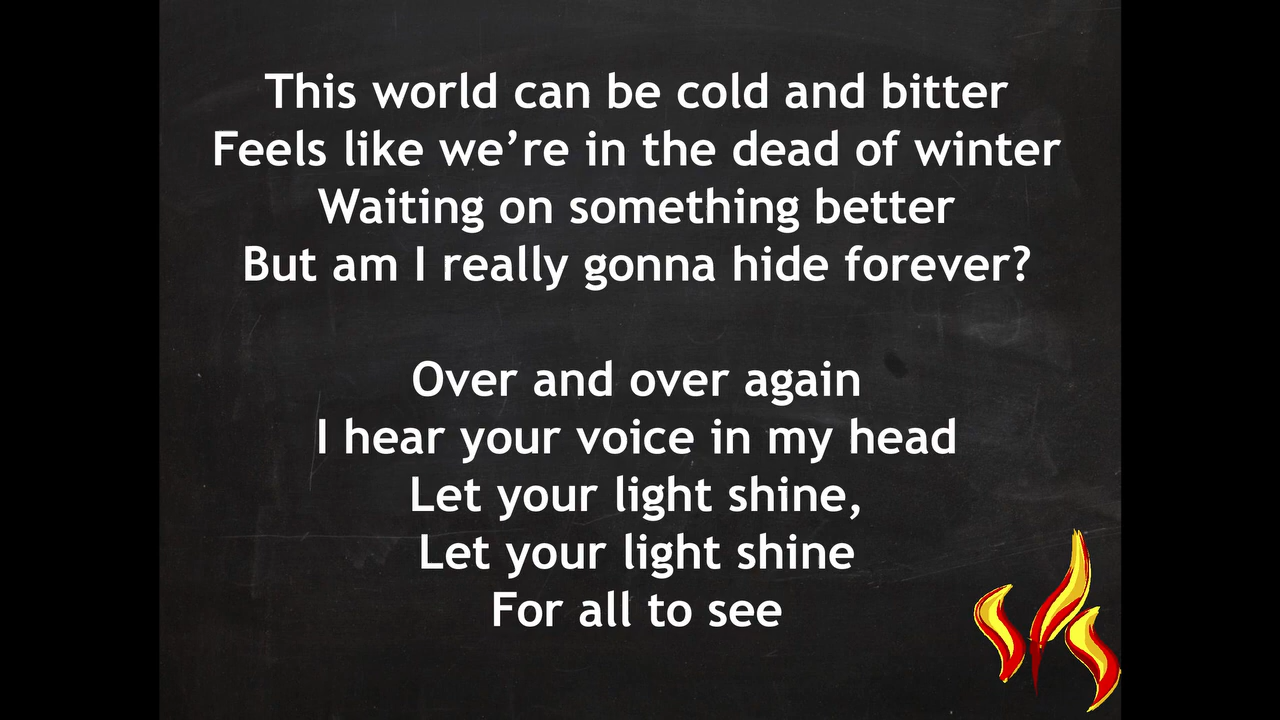 This world can be cold and bitter
Feels like we’re in the dead of winter
Waiting on something better
But am I really gonna hide forever?
Over and over again
I hear your voice in my head
Let your light shine,
Let your light shine
For all to see